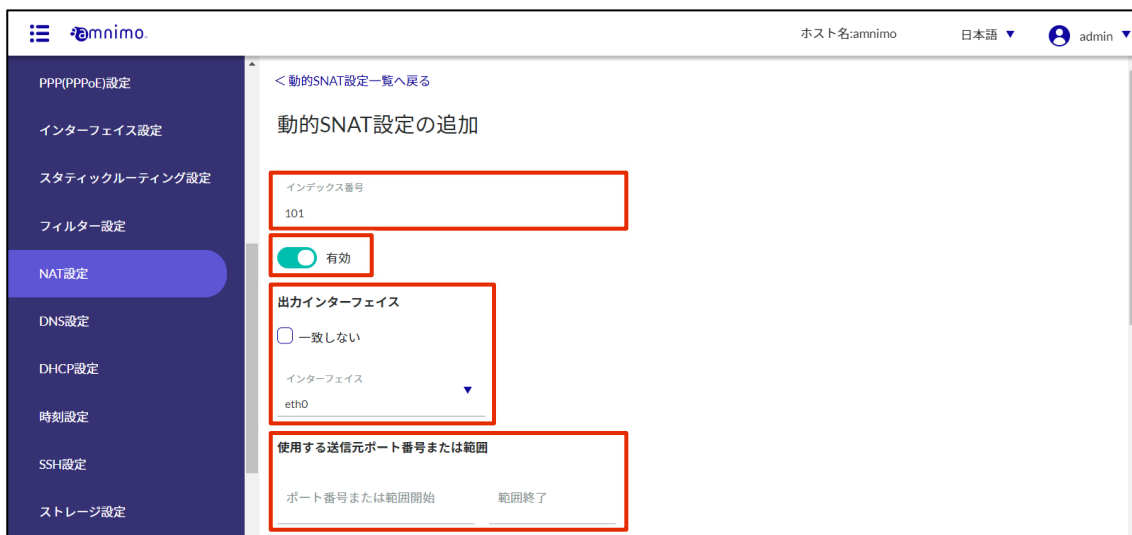 amnimo
ホスト名:amnimo
日本語
admin
PPP(PPPoE)設定
インターフェイス設定
スタティックルーティング設定
フィルター設定
NAT設定
DNS設定
DHCP設定
時刻設定
SSH設定
ストレージ設定
＜動的SNAT設定一覧へ戻る
動的SNAT設定の追加
インデックス番号
101
有効
出力インターフェイス
一致しない
インターフェイス
eth0
使用する送信元ポート番号または範囲
ポート番号または範囲開始 範囲終了